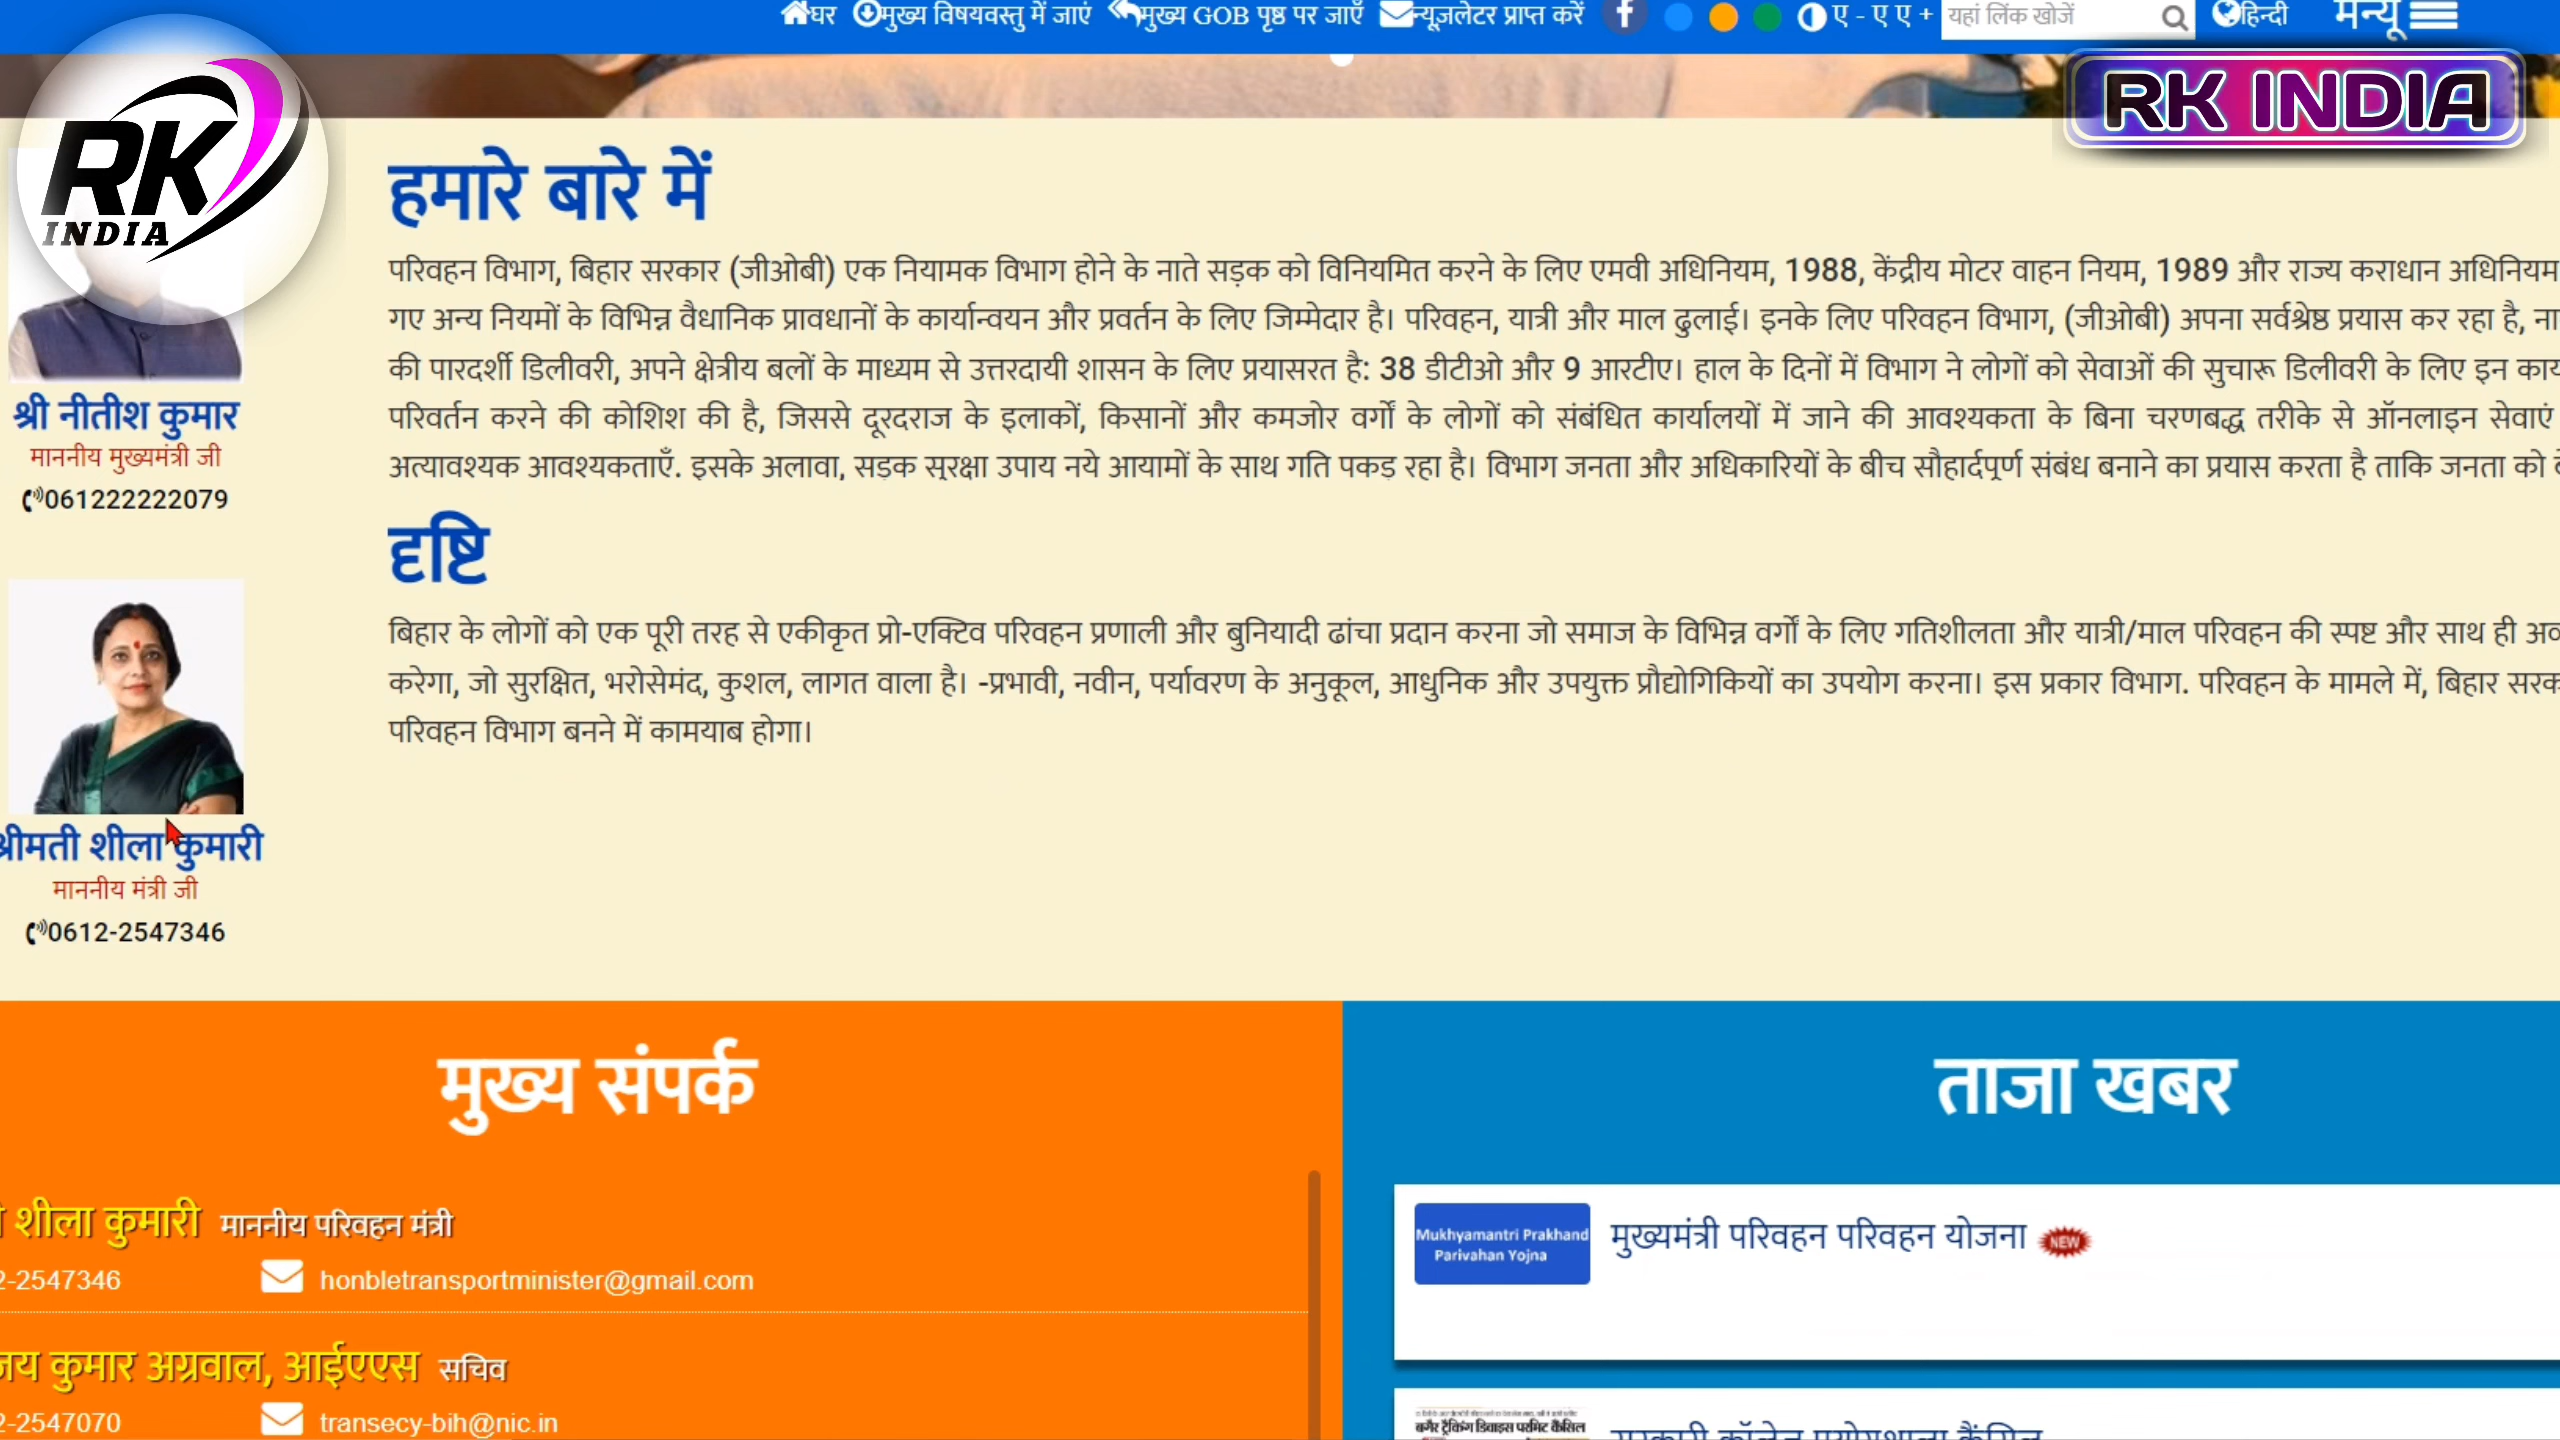 घर मुख्य विषयवस्तु में जाएं मुख्य GOB पृष्ठ पर जाएँ न्यूज़लेटर प्राप्त करें ए - ए ए + यहां लिंक खोजें हिन्दी मेन्यू
RK INDIA
RK INDIA
हमारे बारे में
परिवहन विभाग, बिहार सरकार (जीओबी) एक नियामक विभाग होने के नाते सड़क को विनियमित करने के लिए एमवी अधिनियम, 1988, केंद्रीय मोटर वाहन नियम, 1989 और राज्य कराधान अधिनियम
गए अन्य नियमों के विभिन्न वैधानिक प्रावधानों के कार्यान्वयन और प्रवर्तन के लिए जिम्मेदार है। परिवहन, यात्री और माल ढुलाई। इनके लिए परिवहन विभाग, (जीओबी) अपना सर्वश्रेष्ठ प्रयास कर रहा है,
की पारदर्शी डिलीवरी, अपने क्षेत्रीय बलों के माध्यम से उत्तरदायी शासन के लिए प्रयासरत है: 38 डीटीओ और 9 आरटीए। हाल के दिनों में विभाग ने लोगों को सेवाओं की सुचारू डिलीवरी के लिए इन
परिवर्तन करने की कोशिश की है, जिससे दूरदराज के इलाकों, किसानों और कमजोर वर्गों के लोगों को संबंधित कार्यालयों में जाने की आवश्यकता के बिना चरणबद्ध तरीके से ऑनलाइन सेवाएं
अत्यावश्यक आवश्यकताएँ. इसके अलावा, सड़क सुरक्षा उपाय नये आयामों के साथ गति पकड़ रहा है। विभाग जनता और अधिकारियों के बीच सौहार्दपूर्ण संबंध बनाने का प्रयास करता है ताकि जनता को
श्री नीतीश कुमार
माननीय मुख्यमंत्री जी
061222222079
दृष्टि
बिहार के लोगों को एक पूरी तरह से एकीकृत प्रो-एक्टिव परिवहन प्रणाली और बुनियादी ढांचा प्रदान करना जो समाज के विभिन्न वर्गों के लिए गतिशीलता और यात्री/माल परिवहन की स्पष्ट और साथ ही
करेगा, जो सुरक्षित, भरोसेमंद, कुशल, लागत वाला है। -प्रभावी, नवीन, पर्यावरण के अनुकूल, आधुनिक और उपयुक्त प्रौद्योगिकियों का उपयोग करना। इस प्रकार विभाग. परिवहन के मामले में, बिहार
परिवहन विभाग बनने में कामयाब होगा।
श्रीमती शीला कुमारी
माननीय मंत्री जी
0612-2547346
मुख्य संपर्क
शीला कुमारी माननीय परिवहन मंत्री
2-2547346 honbletransportminister@gmail.com
कुमार अग्रवाल, आईएएस सचिव
2-2547070 transecy-bih@nic.in
ताजा खबर
Mukhyamantri Prakhand
Parivahan Yojna
मुख्यमंत्री परिवहन परिवहन योजना NEW
बगैर ट्रैकिंग डिवाइस परमिट कैंसिल